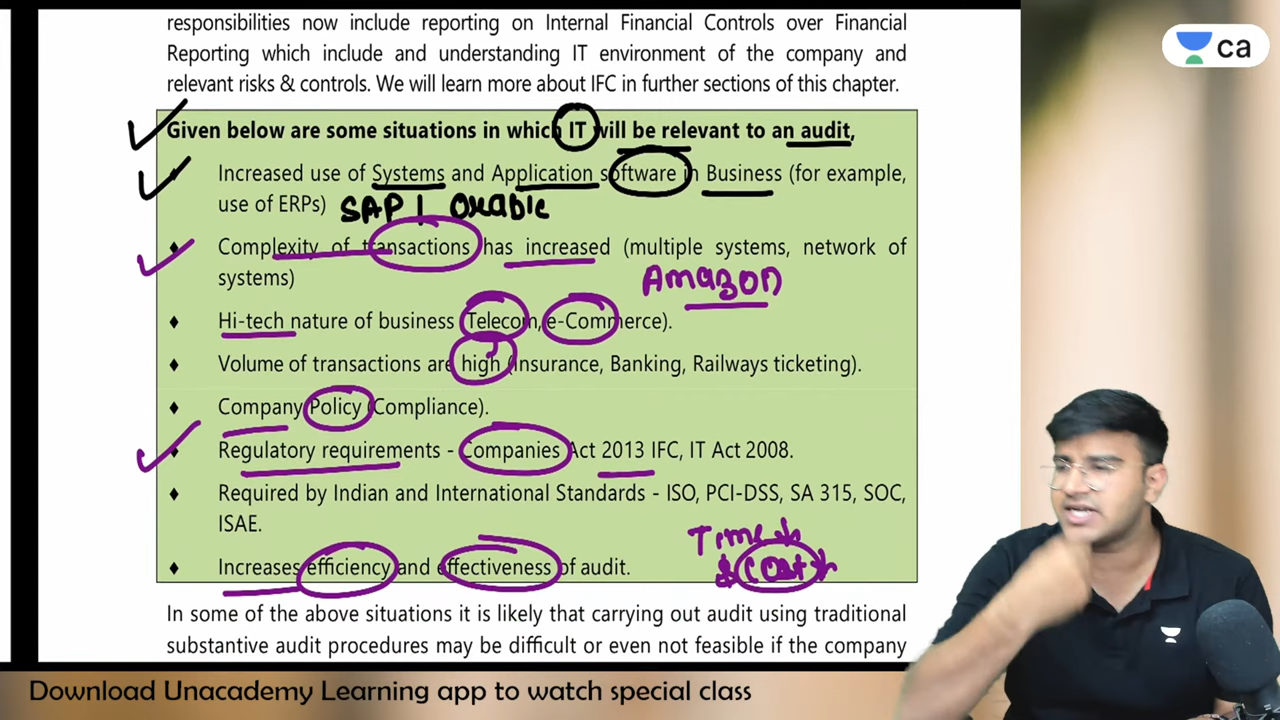 responsibilities now include reporting on Internal Financial Controls over Financial
Reporting which include and understanding IT environment of the company and
relevant risks & controls. We will learn more about IFC in further sections of this chapter.
ca
Given below are some situations in which IT will be relevant to an audit,
Increased use of Systems and Application software in Business (for example,
use of ERPs) SAP | Oxable
Complexity of transactions has increased (multiple systems, network of
systems)
Amazon
Hi-tech nature of business (Telecom, e-Commerce).
Volume of transactions are high (Insurance, Banking, Railways ticketing).
Company Policy (Compliance).
Regulatory requirements - Companies Act 2013 IFC, IT Act 2008.
Required by Indian and International Standards - ISO, PCI-DSS, SA 315, SOC,
ISAE.
Time ↓
$ Cost ↓
Increases efficiency and effectiveness of audit.
In some of the above situations it is likely that carrying out audit using traditional
substantive audit procedures may be difficult or even not feasible if the company
Download Unacademy Learning app to watch special class